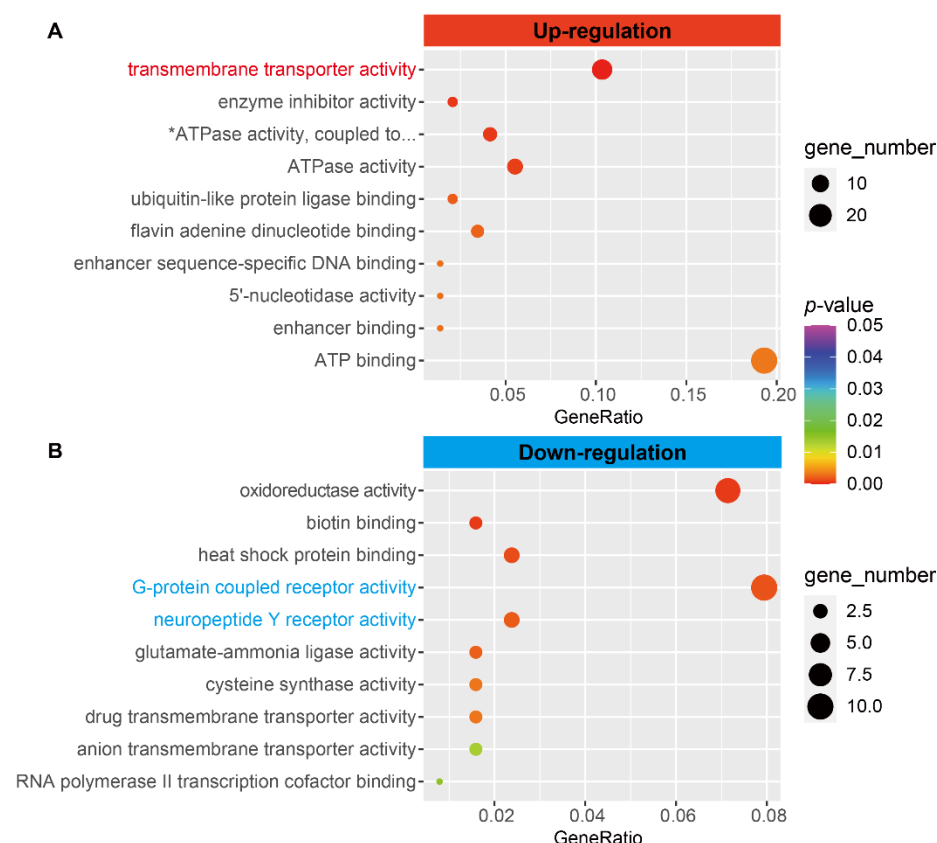 A
Up-regulation
transmembrane transporter activity
enzyme inhibitor activity
*ATPase activity, coupled to...
ATPase activity
ubiquitin-like protein ligase binding
flavin adenine dinucleotide binding
enhancer sequence-specific DNA binding
5'-nucleotidase activity
enhancer binding
ATP binding
0.05 0.10 0.15 0.20
GeneRatio
gene_number
10
20
p-value
0.05
0.04
0.03
0.02
0.01
0.00
B
Down-regulation
oxidoreductase activity
biotin binding
heat shock protein binding
G-protein coupled receptor activity
neuropeptide Y receptor activity
glutamate-ammonia ligase activity
cysteine synthase activity
drug transmembrane transporter activity
anion transmembrane transporter activity
RNA polymerase II transcription cofactor binding
0.02 0.04 0.06 0.08
GeneRatio
gene_number
2.5
5.0
7.5
10.0